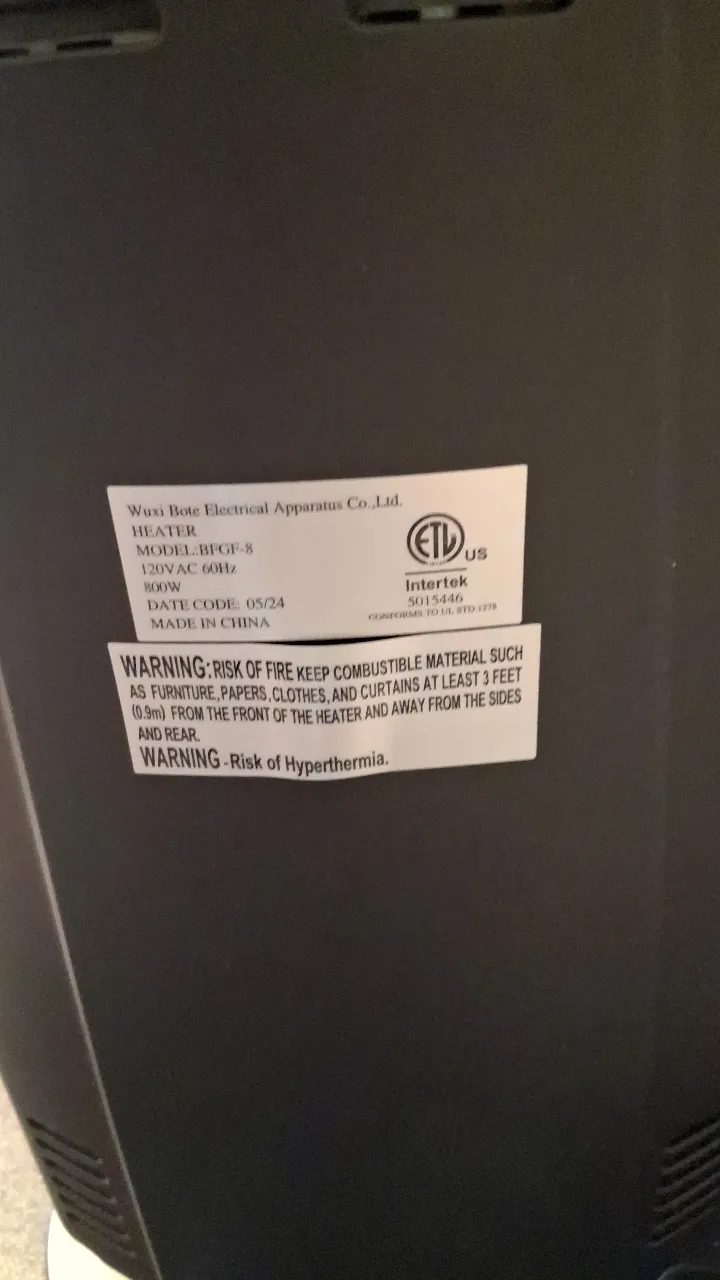 Wuxi Bote Electrical Apparatus Co.,Ltd.
HEATER
MODEL:BFGF-8
120VAC 60Hz
800W
DATE CODE: 05/24
MADE IN CHINA
ETL US
Intertek
5015446
CONFORMS TO UL STD 1278
WARNING:RISK OF FIRE KEEP COMBUSTIBLE MATERIAL SUCH
AS FURNITURE,PAPERS,CLOTHES,AND CURTAINS AT LEAST 3 FEET
(0.9m) FROM THE FRONT OF THE HEATER AND AWAY FROM THE SIDES
AND REAR.
WARNING-Risk of Hyperthermia.